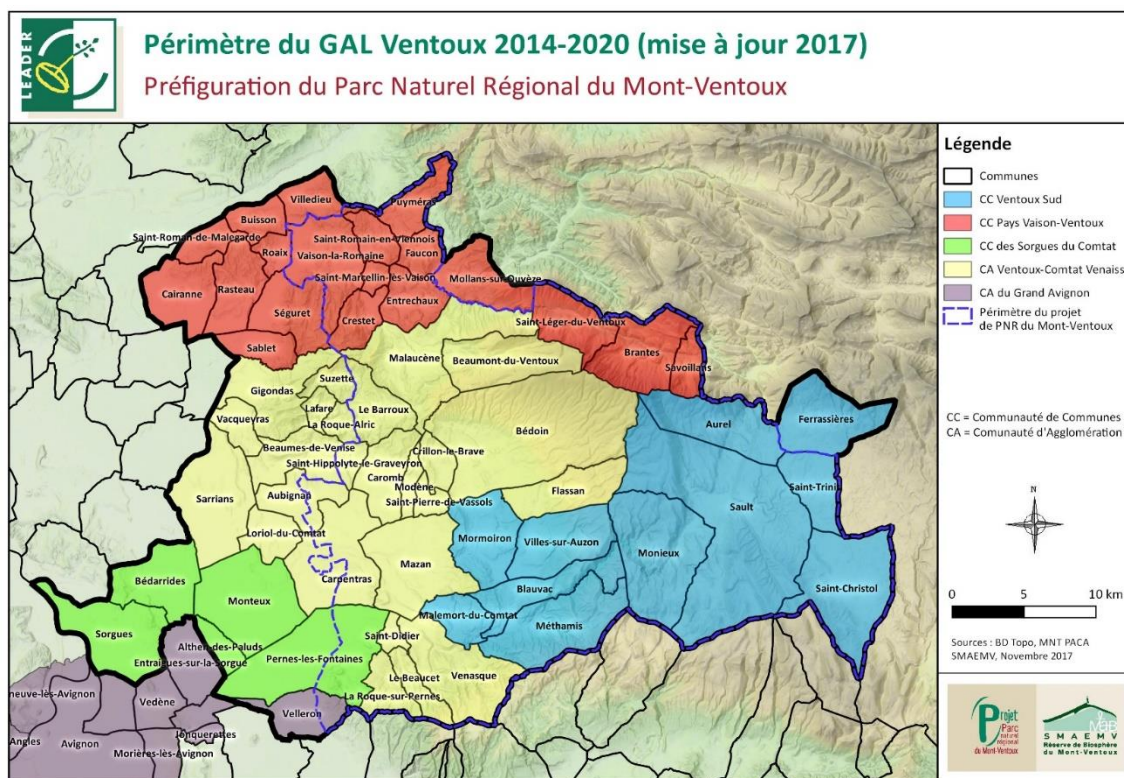 LEADER
Périmètre du GAL Ventoux 2014-2020 (mise à jour 2017)
Préfiguration du Parc Naturel Régional du Mont-Ventoux
Villedieu
Puyméras
Buisson
Saint-Roman-de-Malegarde
Saint-Romain-en-Viennois
Roaix
Vaison-la-Romaine
Faucon
Saint-Marcellin-lès-Vaison
Mollans-sur-Ouvèze
Cairanne
Rasteau
Entrechaux
Séguret
Crestet
Saint-Léger-du-Ventoux
Sablet
Brantes
Malaucène
Beaumont-du-Ventoux
Savoillans
Suzette
Gigondas
Lafare
Le Barroux
Vacqueyras
La Roque-Alric
Bédoin
Aurel
Ferrassières
Beaumes-de-Venise
Crillon-le-Brave
Saint-Hippolyte-le-Graveyron
Caromb
Modène
Saint-Trinit
Sarrians
Aubignan
Saint-Pierre-de-Vassols
Flassan
Sault
Loriol-du-Comtat
Mormoiron
Villes-sur-Auzon
Monieux
Mazan
Carpentras
Bédarrides
Blauvac
Saint-Christol
Monteux
Malemort-du-Comtat
Méthamis
Sorgues
Saint-Didier
Althen-des-Paluds
Entraigues-sur-la-Sorgue
Pernes-les-Fontaines
Le Beaucet
Venasque
neuve-lès-Avignon
La Roque-sur-Pernes
Vedène
Velleron
Jonquerettes
Angles
Avignon
Morières-lès-Avignon
Légende
Communes
CC Ventoux Sud
CC Pays Vaison-Ventoux
CC des Sorgues du Comtat
CA Ventoux-Comtat Venaiss
CA du Grand Avignon
Périmètre du projet
de PNR du Mont-Ventoux
CC = Communauté de Communes
CA = Comunauté d'Agglomération
N
0 5 10 km
Sources : BD Topo, MNT PACA
SMAEMV, Novembre 2017
Projet
Parc
naturel
régional
du Mont-Ventoux
MAB
SMAEMV
Réserve de Biosphère
du Mont-Ventoux